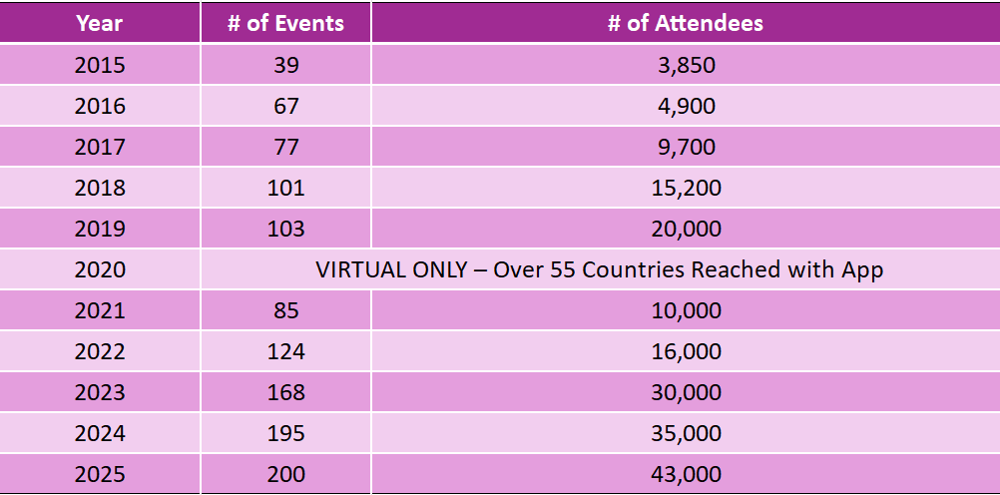 Year # of Events # of Attendees
2015 39 3,850
2016 67 4,900
2017 77 9,700
2018 101 15,200
2019 103 20,000
2020 VIRTUAL ONLY – Over 55 Countries Reached with App
2021 85 10,000
2022 124 16,000
2023 168 30,000
2024 195 35,000
2025 200 43,000